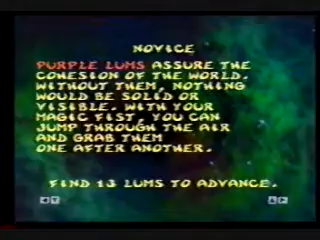 NOVICE
PURPLE LUMS ASSURE THE
COHESION OF THE WORLD.
WITHOUT THEM, NOTHING
WOULD BE SOLID OR
VISIBLE. WITH YOUR
MAGIC FIST, YOU CAN
JUMP THROUGH THE AIR
AND GRAB THEM
ONE AFTER ANOTHER.
FIND 13 LUMS TO ADVANCE.